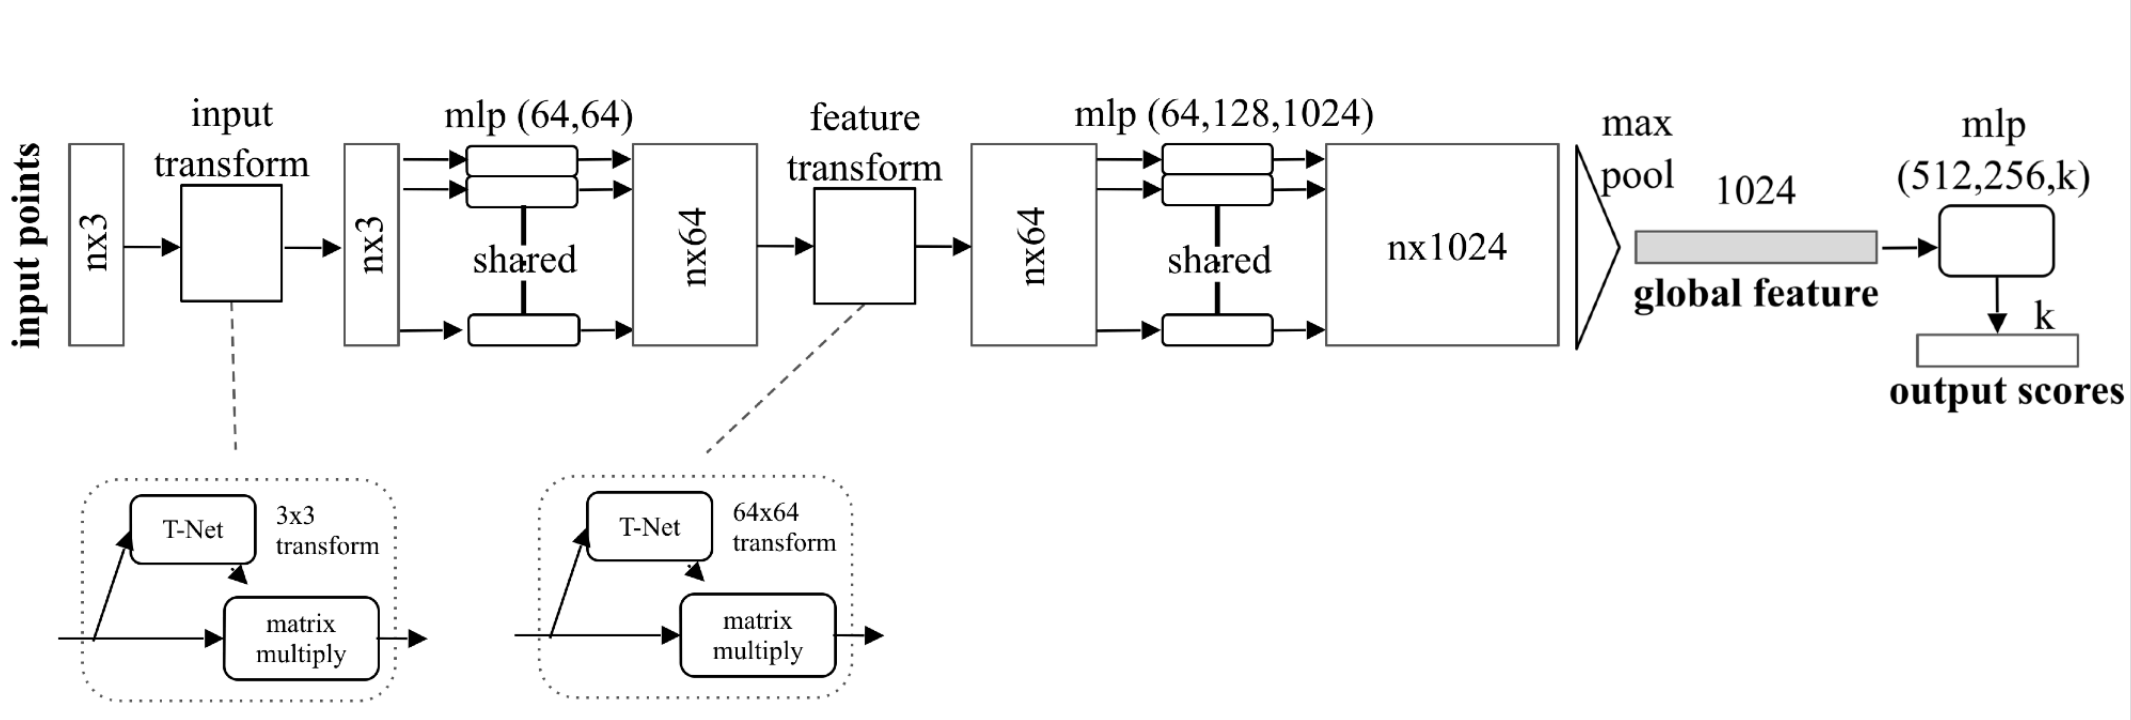 input points
nx3
input
transform
nx3
mlp (64,64)
shared
nx64
feature
transform
nx64
mlp (64,128,1024)
shared
nx1024
max
pool
1024
global feature
mlp
(512,256,k)
k
output scores
T-Net
3x3
transform
matrix
multiply
T-Net
64x64
transform
matrix
multiply